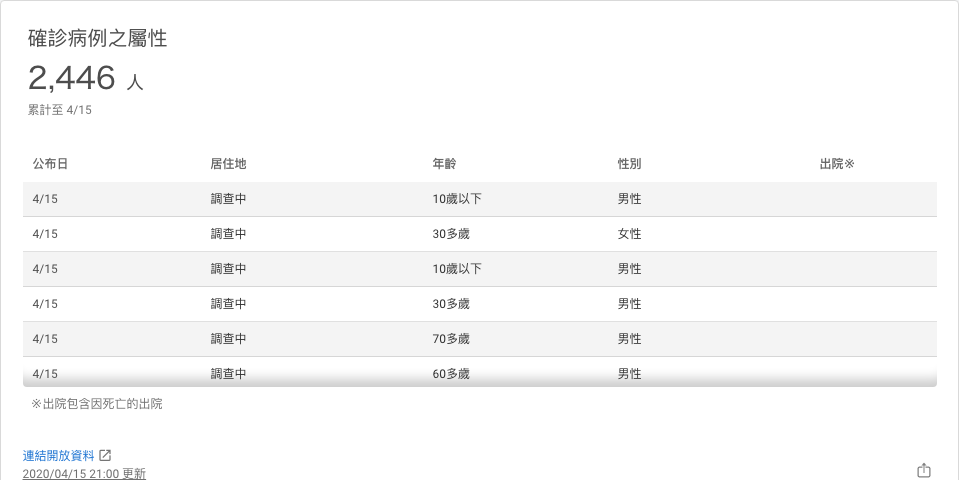 確診病例之屬性
2,446 人
累計至 4/15
公布日 居住地 年齡 性別 出院※
4/15 調查中 10歲以下 男性
4/15 調查中 30多歲 女性
4/15 調查中 10歲以下 男性
4/15 調查中 30多歲 男性
4/15 調查中 70多歲 男性
4/15 調查中 60多歲 男性
※出院包含因死亡的出院
連結開放資料
2020/04/15 21:00 更新